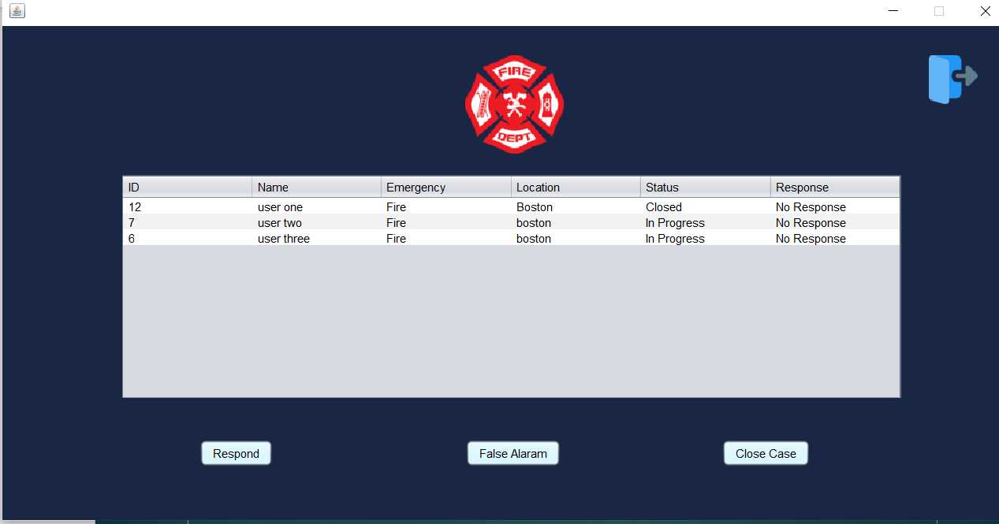 FIRE
DEPT
ID Name Emergency Location Status Response
12 user one Fire Boston Closed No Response
7 user two Fire boston In Progress No Response
6 user three Fire boston In Progress No Response
Respond False Alaram Close Case